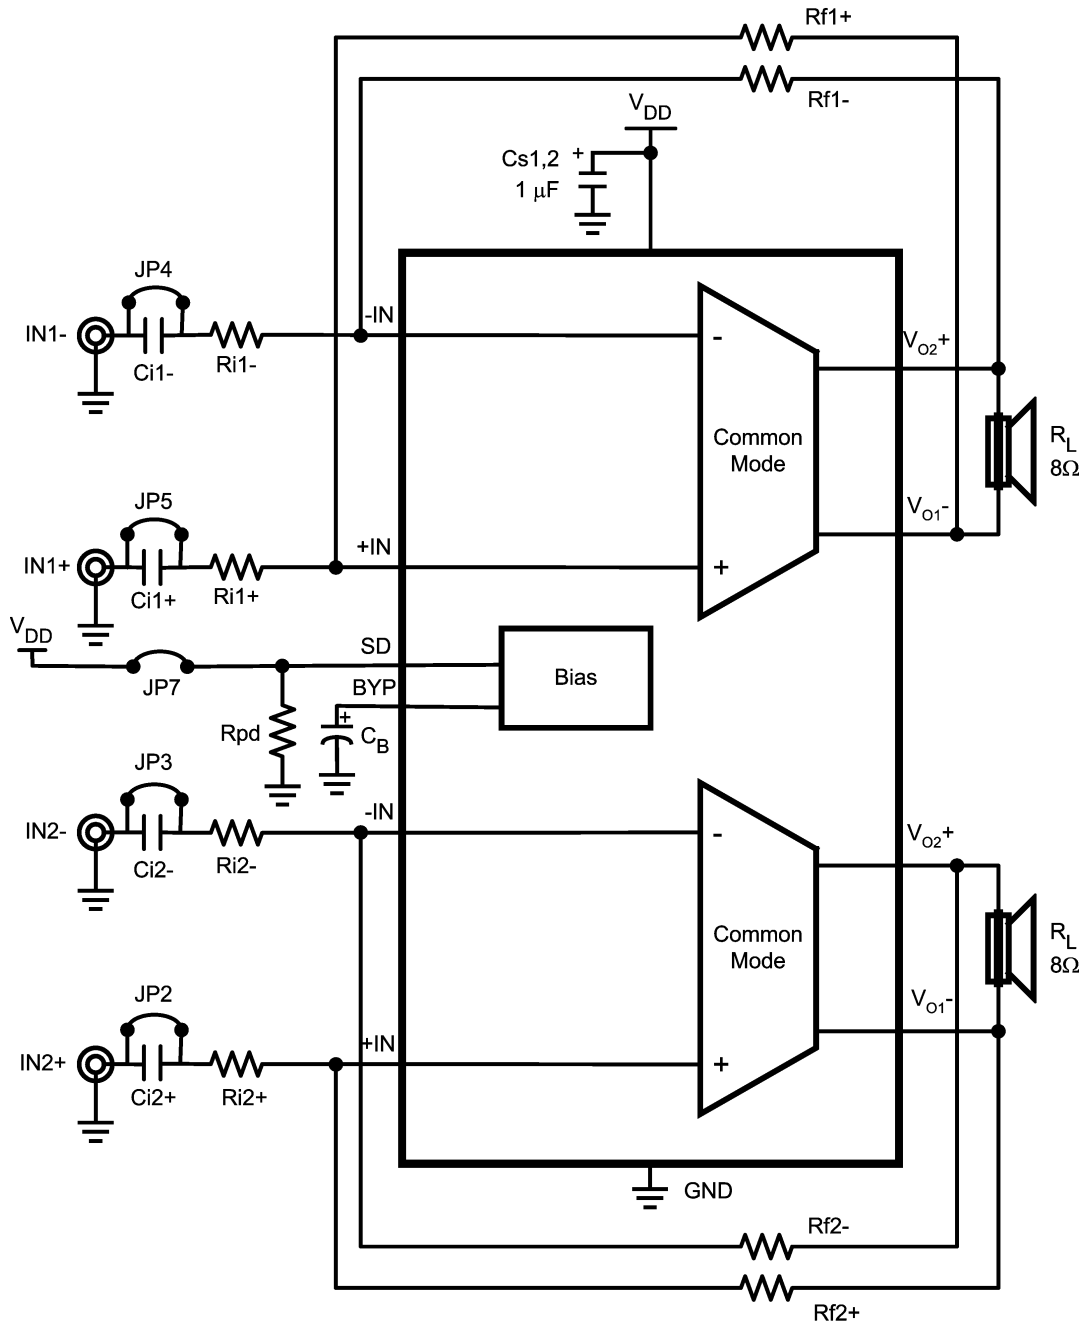 Rf1+
Rf1-
VDD
Cs1,2 +
1 μF
JP4
-IN
IN1-
- 
VO2+
Ci1-
Ri1-
Common
Mode
RL
8Ω
JP5
VO1-
+IN
IN1+
+
Ci1+
Ri1+
VDD
SD
JP7
BYP
Bias
+
Rpd
CB
JP3
-IN
IN2-
-
VO2+
Ci2-
Ri2-
Common
Mode
RL
8Ω
JP2
VO1-
+IN
IN2+
+
Ci2+
Ri2+
GND
Rf2-
Rf2+